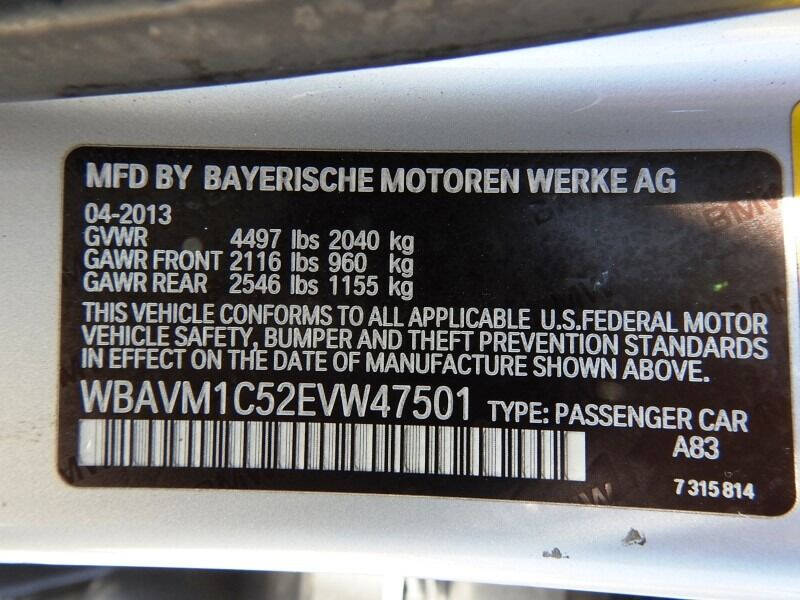 MFD BY BAYERISCHE MOTOREN WERKE AG
04-2013
GVWR 4497 lbs 2040 kg
GAWR FRONT 2116 lbs 960 kg
GAWR REAR 2546 lbs 1155 kg
THIS VEHICLE CONFORMS TO ALL APPLICABLE U.S.FEDERAL MOTOR
VEHICLE SAFETY, BUMPER AND THEFT PREVENTION STANDARDS
IN EFFECT ON THE DATE OF MANUFACTURE SHOWN ABOVE.
WBAVM1C52EVW47501 TYPE: PASSENGER CAR
A83
7 315 814